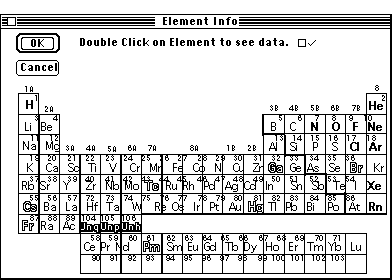 Element Info
OK Double Click on Element to see data.
Cancel
1A 8A
H 1 He 2
2A 3B 4B 5B 6B 7B
Li 3 Be 4 B 5 C 6 N 7 O 8 F 9 Ne 10
Na 11 Mg 12 3A 4A 5A 6A 7A 8A 1B 2B Al 13 Si 14 P 15 S 16 Cl 17 Ar 18
K 19 Ca 20 Sc 21 Ti 22 V 23 Cr 24 Mn 25 Fe 26 Co 27 Ni 28 Cu 29 Zn 30 Ga Ge 32 As 33 Se 34 Br 35 Kr 36
Rb 37 Sr 38 Y 39 Zr 40 Nb 41 Mo 42 Tc 43 Ru 44 Rh 45 Pd 46 Ag 47 Cd 48 In 49 Sn 50 Sb 51 Te 52 Xe 54
Cs 55 Ba 56 La 57 Hf 72 Ta 73 W 74 Re 75 Os 76 Ir 77 Pt 78 Au 79 Hg 80 Tl 81 Pb 82 Bi 83 Po 84 At 85 Rn 86
Fr 87 Ra 88 Ac 89 Unq 104 Unp 105 Unh 106
Ce 58 Pr 59 Nd 60 Pm 61 Sm 62 Eu 63 Gd 64 Tb 65 Dy 66 Ho 67 Er 68 Tm 69 Yb 70 Lu 71
90 91 92 93 94 95 96 97 98 99 100 101 102 103